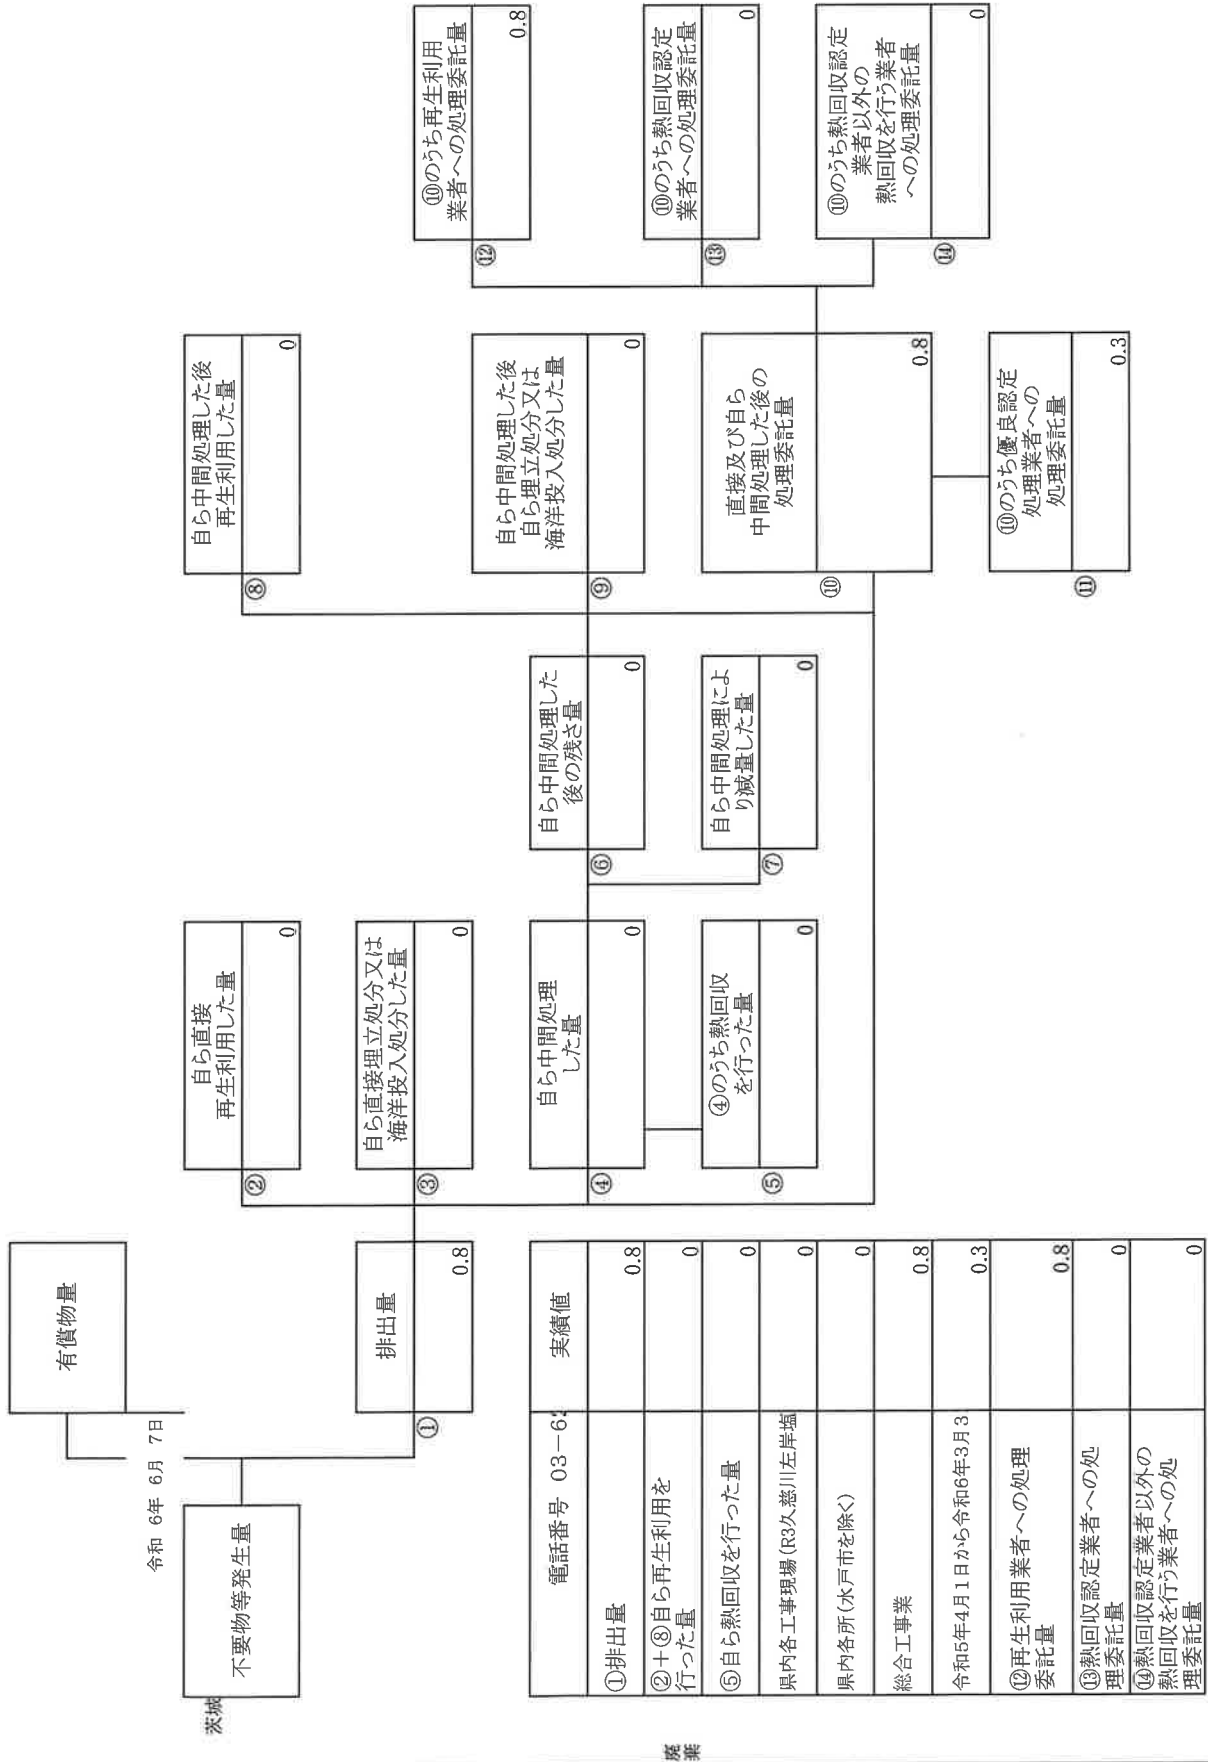 有償物量
令和 6年 6月 7日
不要物等発生量
茨城
排出量
①
0.8
自ら直接
再生利用した量
②
0
自ら直接埋立処分又は
海洋投入処分した量
③
0
自ら中間処理
した量
④
0
④のうち熱回収
を行った量
⑤
0
自ら中間処理した
後の残さ量
⑥
0
自ら中間処理によ
り減量した量
⑦
0
自ら中間処理した後
再生利用した量
⑧
0
自ら中間処理した後
自ら埋立処分又は
海洋投入処分した量
⑨
0
直接及び自ら
中間処理した後の
処理委託量
⑩
0.8
⑩のうち優良認定
処理業者への
処理委託量
⑪
0.3
⑩のうち再生利用
業者への処理委託量
⑫
0.8
⑩のうち熱回収認定
業者への処理委託量
⑬
0
⑩のうち熱回収認定
業者以外の
熱回収を行う業者
への処理委託量
⑭
0
電話番号 03-6 実績値
①排出量 0.8
②+⑧自ら再生利用を
行った量 0
⑤自ら熱回収を行った量 0
県内各工事現場(R3久慈川左岸塩 0
県内各所(水戸市を除く) 0
総合工事業 0.8
令和5年4月1日から令和6年3月3 0.3
⑫再生利用業者への処理
委託量 0.8
⑬熱回収認定業者への処
理委託量 0
⑭熱回収認定業者以外の
熱回収を行う業者への処
理委託量 0
廃
棄